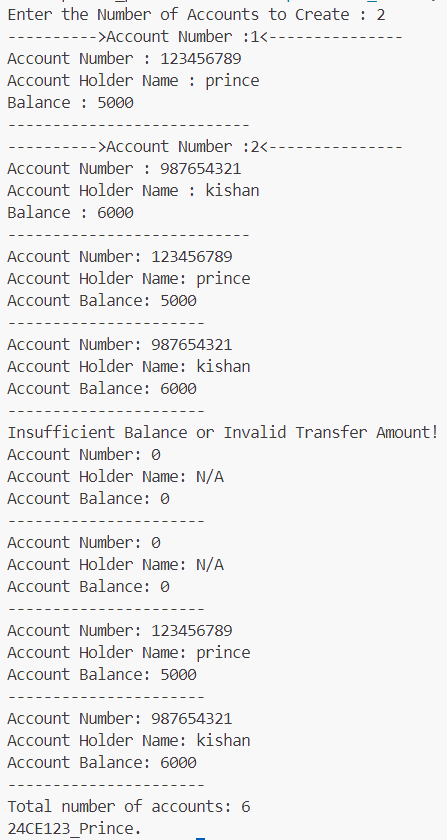 Enter the Number of Accounts to Create : 2
---------->Account Number :1<---------------
Account Number : 123456789
Account Holder Name : prince
Balance : 5000
---------------------------
---------->Account Number :2<---------------
Account Number : 987654321
Account Holder Name : kishan
Balance : 6000
---------------------------
Account Number: 123456789
Account Holder Name: prince
Account Balance: 5000
----------------------
Account Number: 987654321
Account Holder Name: kishan
Account Balance: 6000
----------------------
Insufficient Balance or Invalid Transfer Amount!
Account Number: 0
Account Holder Name: N/A
Account Balance: 0
----------------------
Account Number: 0
Account Holder Name: N/A
Account Balance: 0
----------------------
Account Number: 123456789
Account Holder Name: prince
Account Balance: 5000
----------------------
Account Number: 987654321
Account Holder Name: kishan
Account Balance: 6000
----------------------
Total number of accounts: 6
24CE123_Prince.